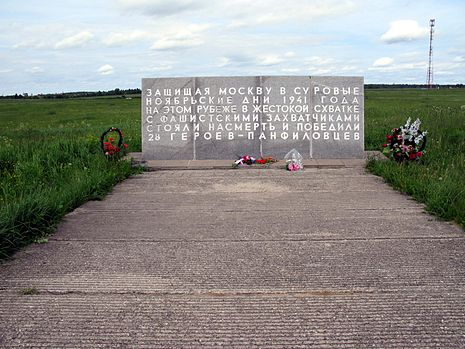 ЗАЩИЩАЯ МОСКВУ В СУРОВЫЕ
НОЯБРЬСКИЕ ДНИ 1941 ГОДА
НА ЭТОМ РУБЕЖЕ В ЖЕСТОКОЙ СХВАТКЕ
С ФАШИСТСКИМИ ЗАХВАТЧИКАМИ
СТОЯЛИ НАСМЕРТЬ И ПОБЕДИЛИ
28 ГЕРОЕВ-ПАНФИЛОВЦЕВ